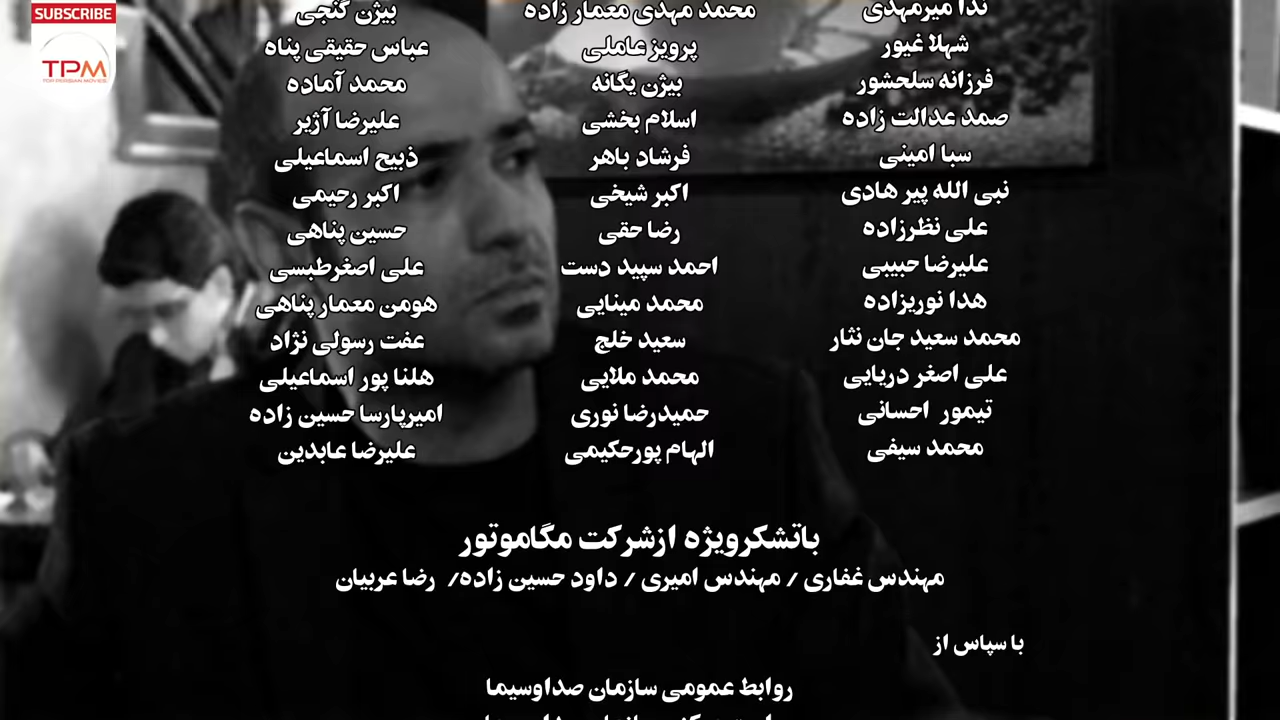 SUBSCRIBE
TPM
TOP PERSIAN MOVIES
ندا میرمهدی
محمد مهدی معمار زاده
بیژن گنجی
شهلا غیور
پرویز عاملی
عباس حقیقی پناه
فرزانه سلحشور
بیژن یگانه
محمد آماده
صمد عدالت زاده
اسلام بخشی
علیرضا آژیر
سبا امینی
فرشاد باهر
ذبیح اسماعیلی
نبی الله پیر هادی
اکبر شیخی
اکبر رحیمی
علی نظرزاده
رضا حقی
حسین پناهی
علیرضا حبیبی
احمد سپید دست
علی اصغرطبسی
هدا نوریزاده
محمد مینایی
هومن معمار پناهی
محمد سعید جان نثار
سعید خلج
عفت رسولی نژاد
علی اصغر دریایی
محمد ملایی
هلنا پور اسماعیلی
تیمور احسانی
حمیدرضا نوری
امیرپارسا حسین زاده
محمد سیفی
الهام پورحکیمی
علیرضا عابدین
باتشکرویژه ازشرکت مگاموتور
مهندس غفاری / مهندس امیری / داود حسین زاده/ رضا عربیان
با سپاس از
روابط عمومی سازمان صداوسیما